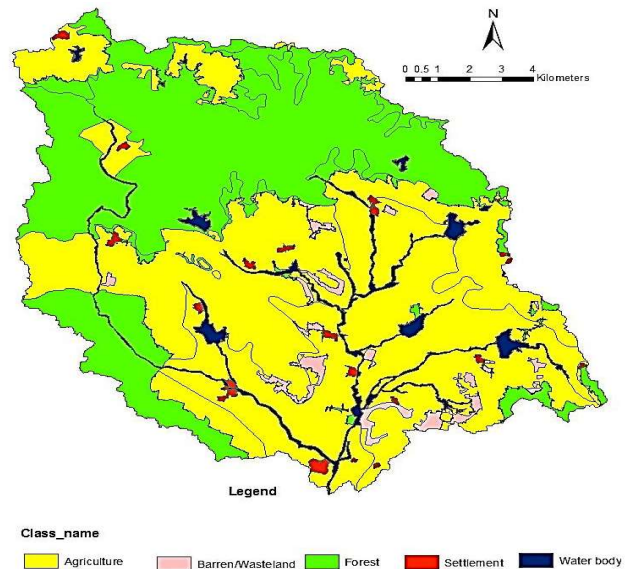 N
0 0.5 1 2 3 4
Kilometers
Legend
Class_name
Agriculture Barren/Wasteland Forest Settlement Water body